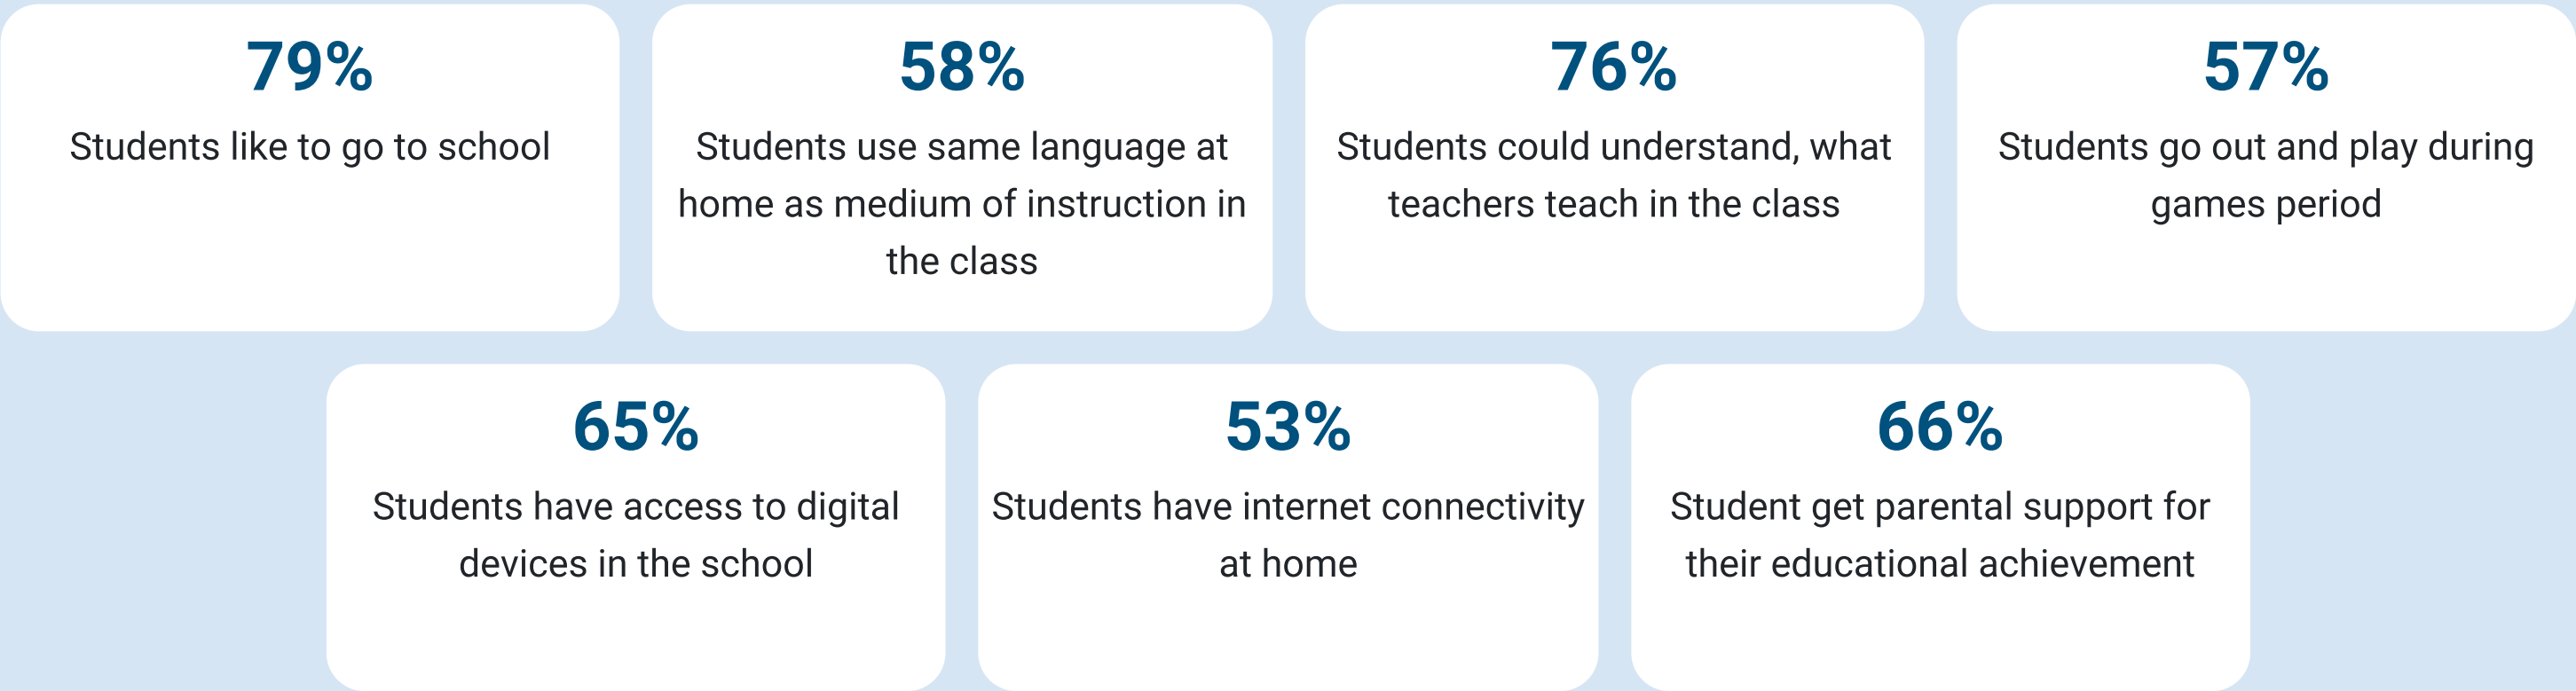 79%
Students like to go to school
58%
Students use same language at
home as medium of instruction in
the class
76%
Students could understand, what
teachers teach in the class
57%
Students go out and play during
games period
65%
Students have access to digital
devices in the school
53%
Students have internet connectivity
at home
66%
Student get parental support for
their educational achievement